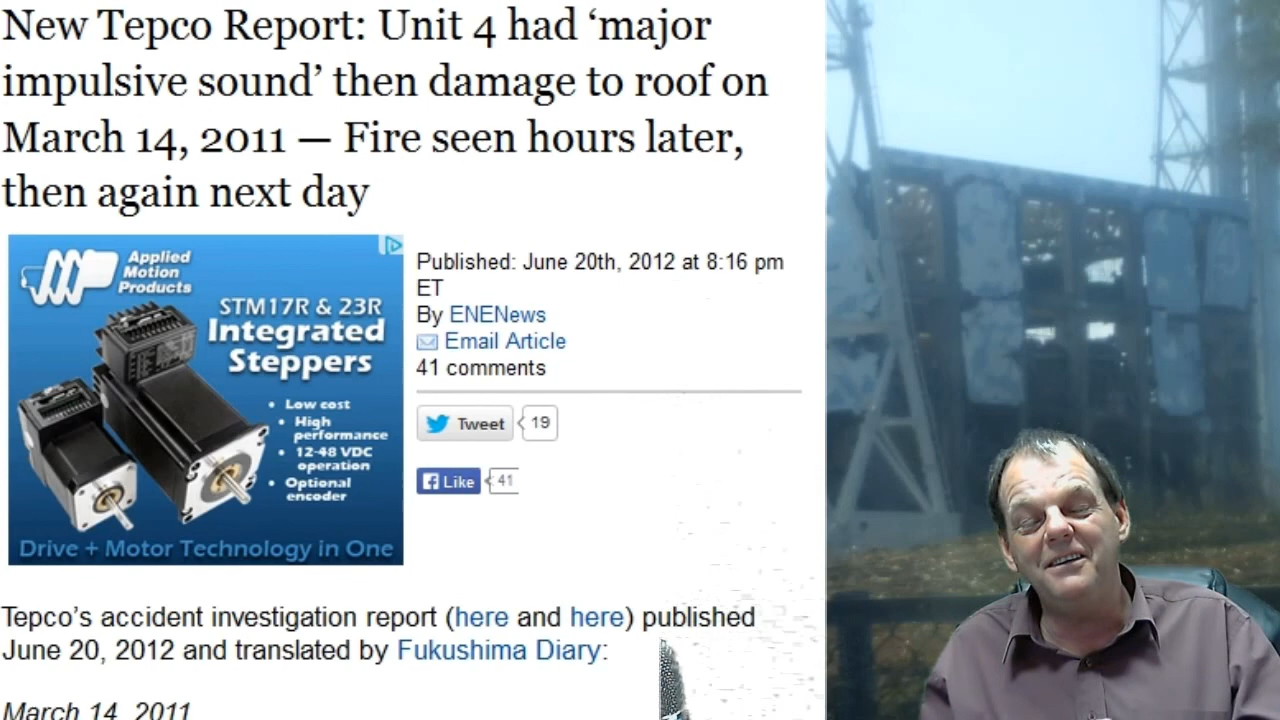 New Tepco Report: Unit 4 had ‘major
impulsive sound’ then damage to roof on
March 14, 2011 — Fire seen hours later,
then again next day
Applied
Motion
Products
STM17R & 23R
Integrated
Steppers
• Low cost
• High
performance
• 12-48 VDC
operation
• Optional
encoder
Drive + Motor Technology in One
Published: June 20th, 2012 at 8:16 pm
ET
By ENENews
Email Article
41 comments
Tweet 19
Like 41
Tepco’s accident investigation report (here and here) published
June 20, 2012 and translated by Fukushima Diary:
March 14, 2011